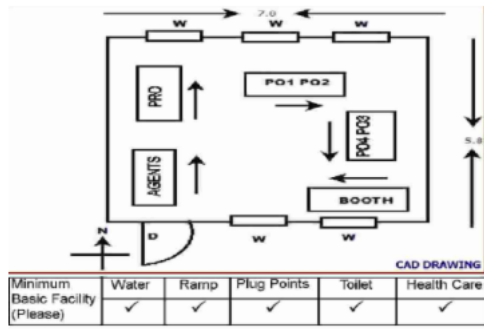 7.0
W W W
PRO
PO1 PO2
PO4 PO3
5.0
AGENTS
BOOTH
N
D
W W
CAD DRAWING
Minimum Basic Facility (Please) Water Ramp Plug Points Toilet Health Care
✓ ✓ ✓ ✓ ✓